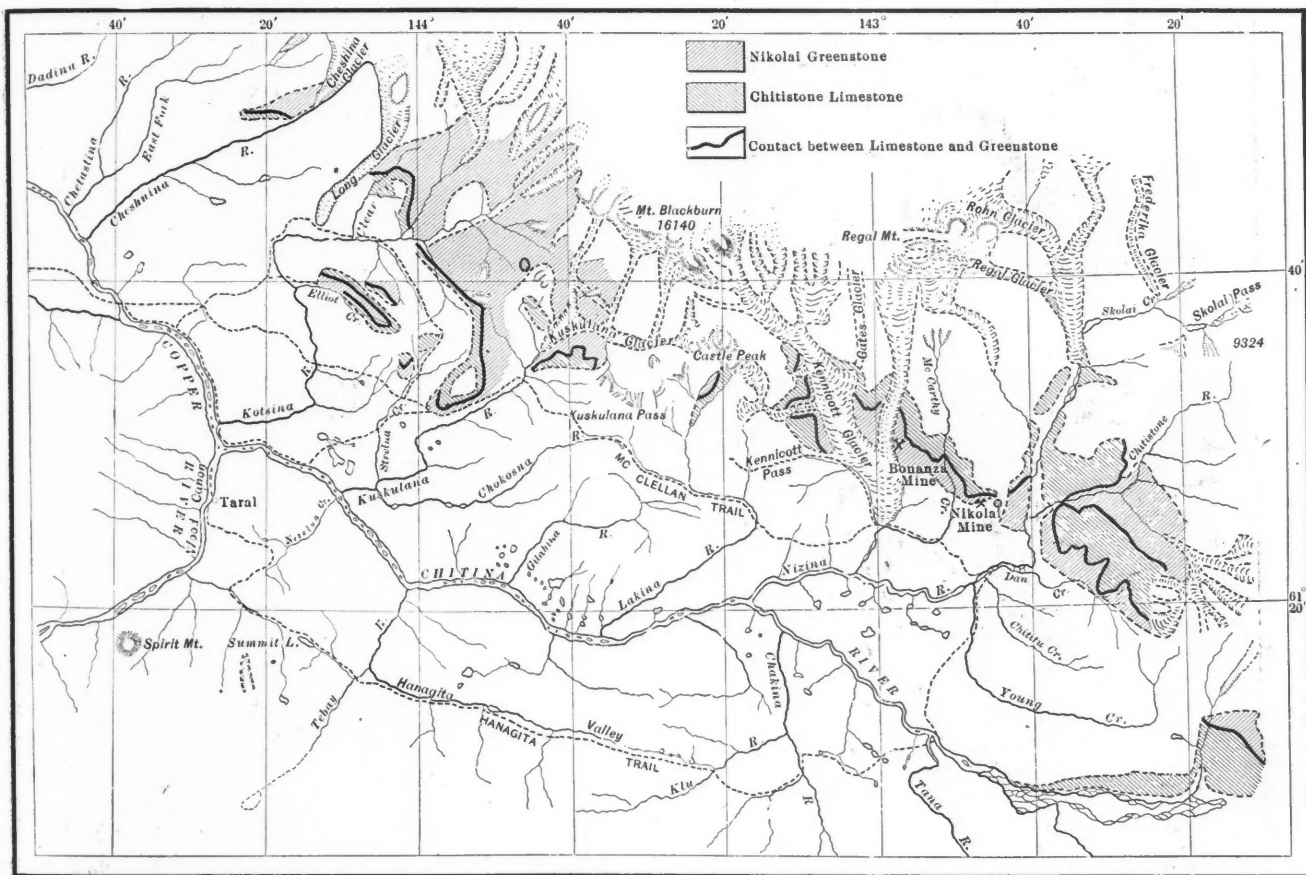 40'
20'
144°
40'
20'
143°
40'
20'
Nikolai Greenstone
Chitistone Limestone
Contact between Limestone and Greenstone
Dadina R.
Cheshnina
Glacier
R.
East Fork
Chetaslina
Cheshnina
R.
Long Glacier
Mt. Blackburn
16140
Regal Mt.
Rohn Glacier
Regal Glacier
Frederika Glacier
40'
Skolai Cr.
Skolai Pass
9324
Elliot
Cr.
Kuskulana Glacier
Castle Peak
Gates Glacier
Mc Carthy
Cr.
COPPER
RIVER
R.
Kotsina
Strelna
Cr.
R.
Kuskulana Pass
Kennicott
Glacier
Kennicott
Pass
Bonanza
Mine
Nikolai
Mine
Chitistone
R.
Canon
Taral
Kuskulana
Chokosna
R.
MC
CLELLAN
TRAIL
CHITINA
RIVER
Gilahina
R.
Lakina
R.
Nizina
R.
Dan
Cr.
61°
20'
Chititu Cr.
Spirit Mt.
Summit L.
Tebay
R.
Hanagita
Valley
HANAGITA
TRAIL
Chakina
R.
Klu
R.
Young
Cr.
Tana
R.